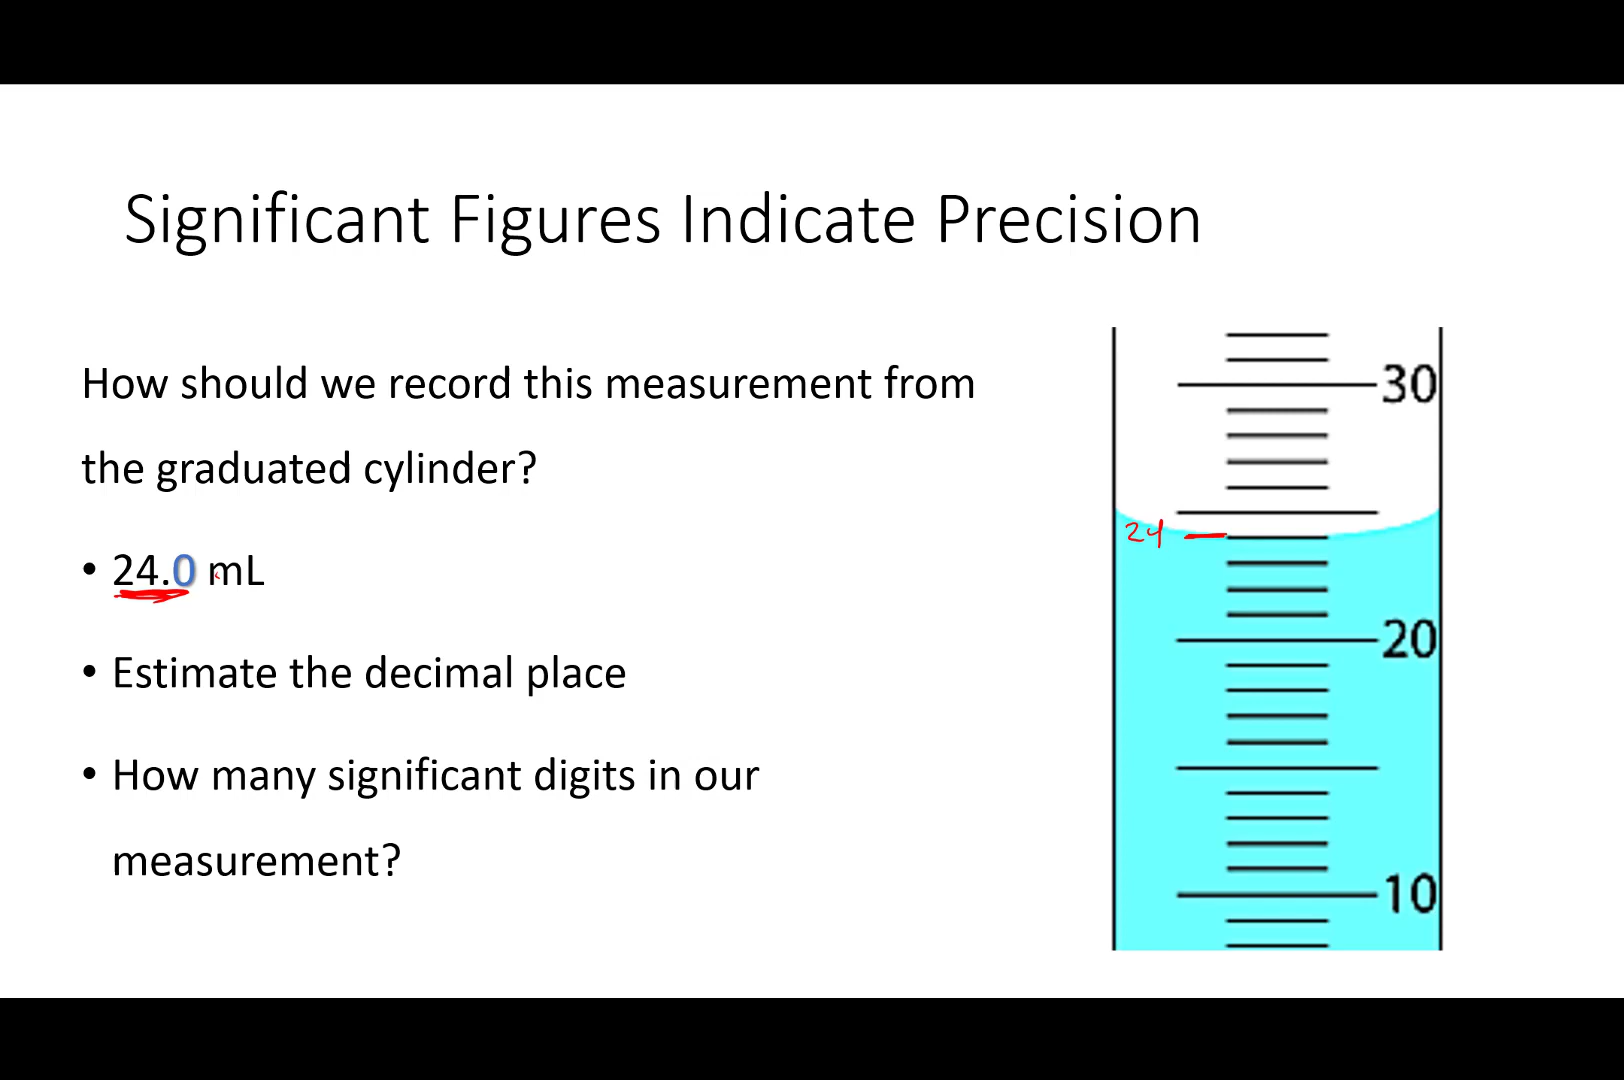 Significant Figures Indicate Precision
How should we record this measurement from
the graduated cylinder?
• 24.0 mL
• Estimate the decimal place
• How many significant digits in our
measurement?
30
24
20
10